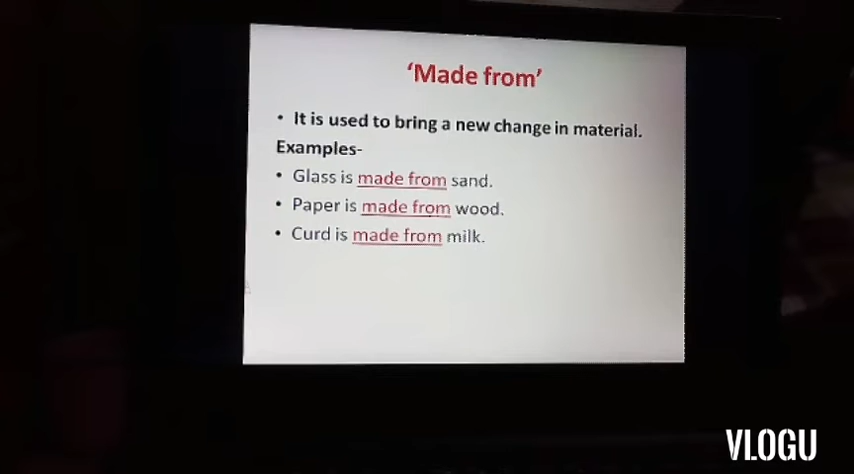 ‘Made from’
• It is used to bring a new change in material.
Examples-
• Glass is made from sand.
• Paper is made from wood.
• Curd is made from milk.
VLOGU